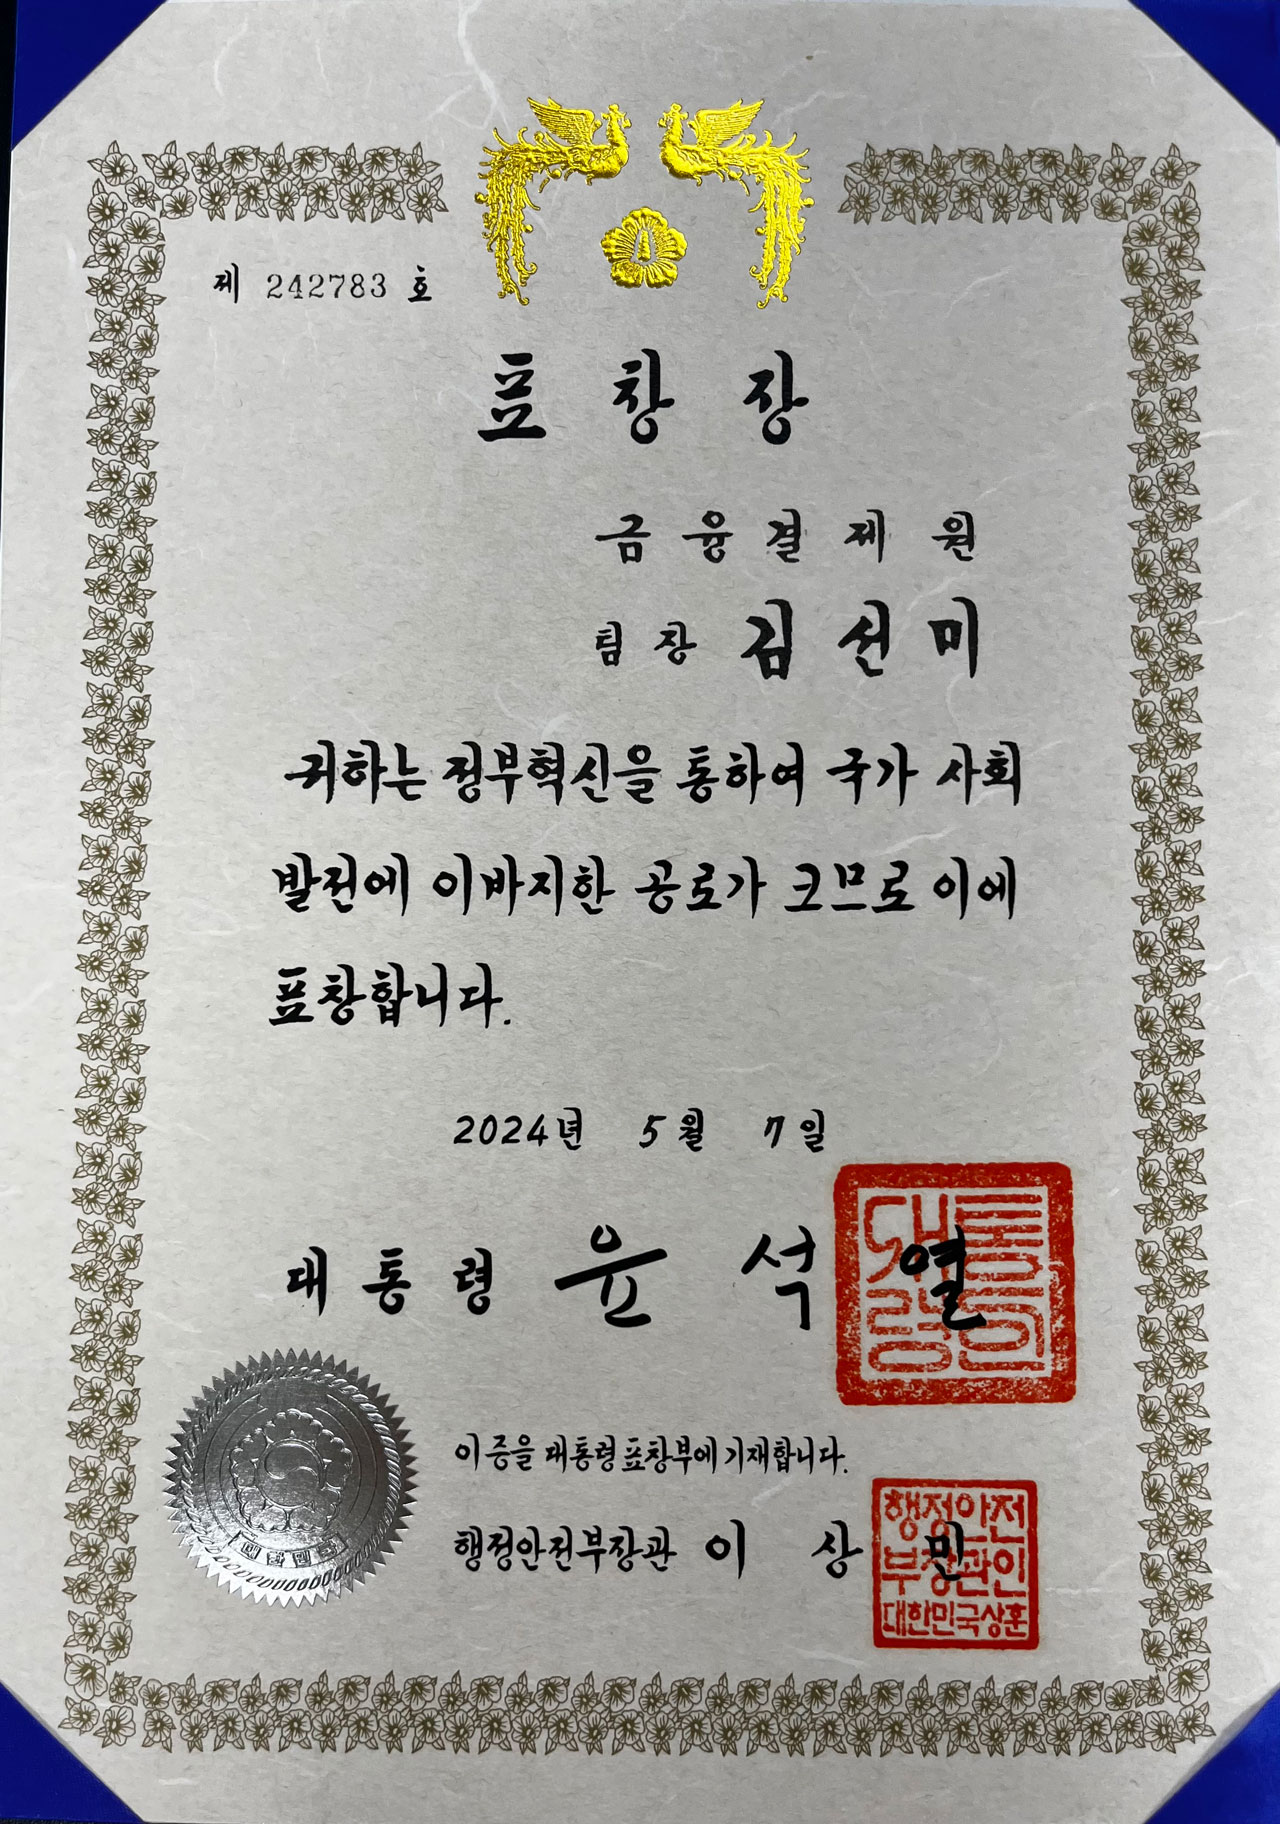 제 242783 호
표창장
금융결제원
팀장 김선미
귀하는 정부혁신을 통하여 국가 사회
발전에 이바지한 공로가 크므로 이에
표창합니다.
2024년 5월 7일
대통령 윤석열
대통령인
이 증을 대통령 표창부에 기재합니다.
행정안전부장관 이상민
행정안전
부장관인
대한민국상훈
대한민국